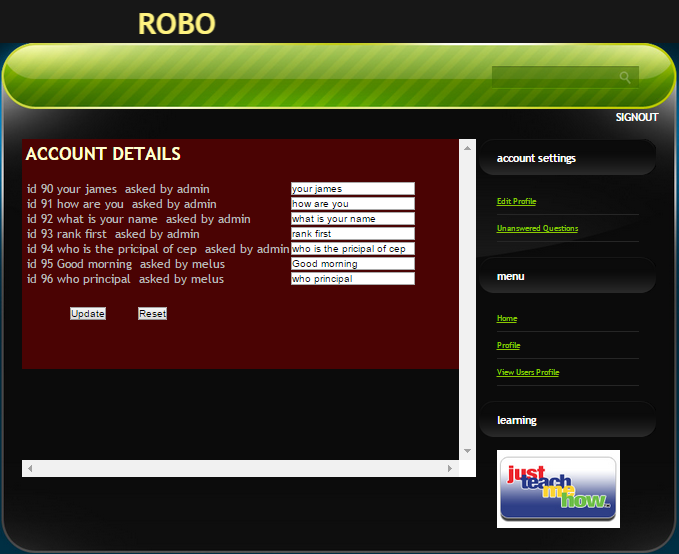 ROBO
SIGNOUT
ACCOUNT DETAILS
id 90 your james asked by admin your james
id 91 how are you asked by admin how are you
id 92 what is your name asked by admin what is your name
id 93 rank first asked by admin rank first
id 94 who is the pricipal of cep asked by admin who is the pricipal of cep
id 95 Good morning asked by melus Good morning
id 96 who principal asked by melus who principal
Update Reset
account settings
Edit Profile
Unanswered Questions
menu
Home
Profile
View Users Profile
learning
just
teach
me
now.